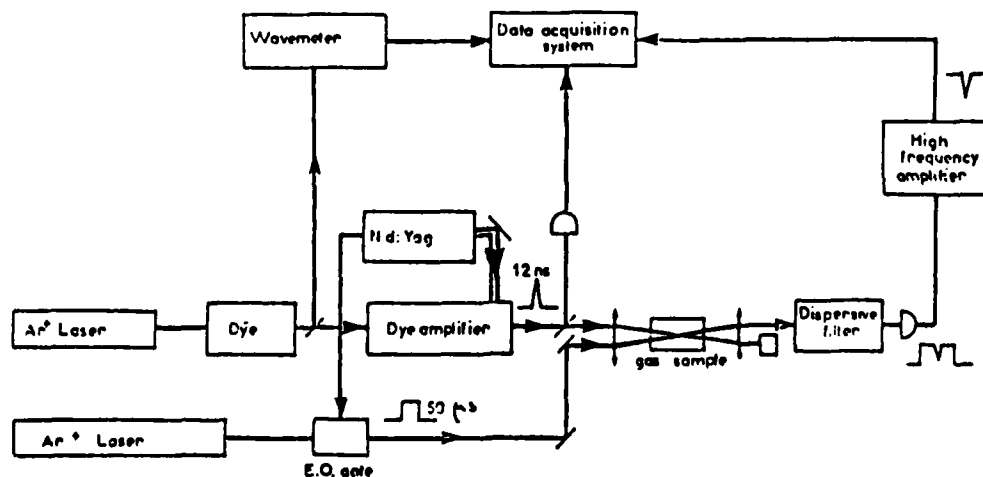 Wavemeter
Data acquisition
system
High
frequency
amplifier
Nd:Yag
12 ns
Ar+ Laser
Dye
Dye amplifier
Dispersive
filter
gas sample
50
Ar+ Laser
E.O. gate